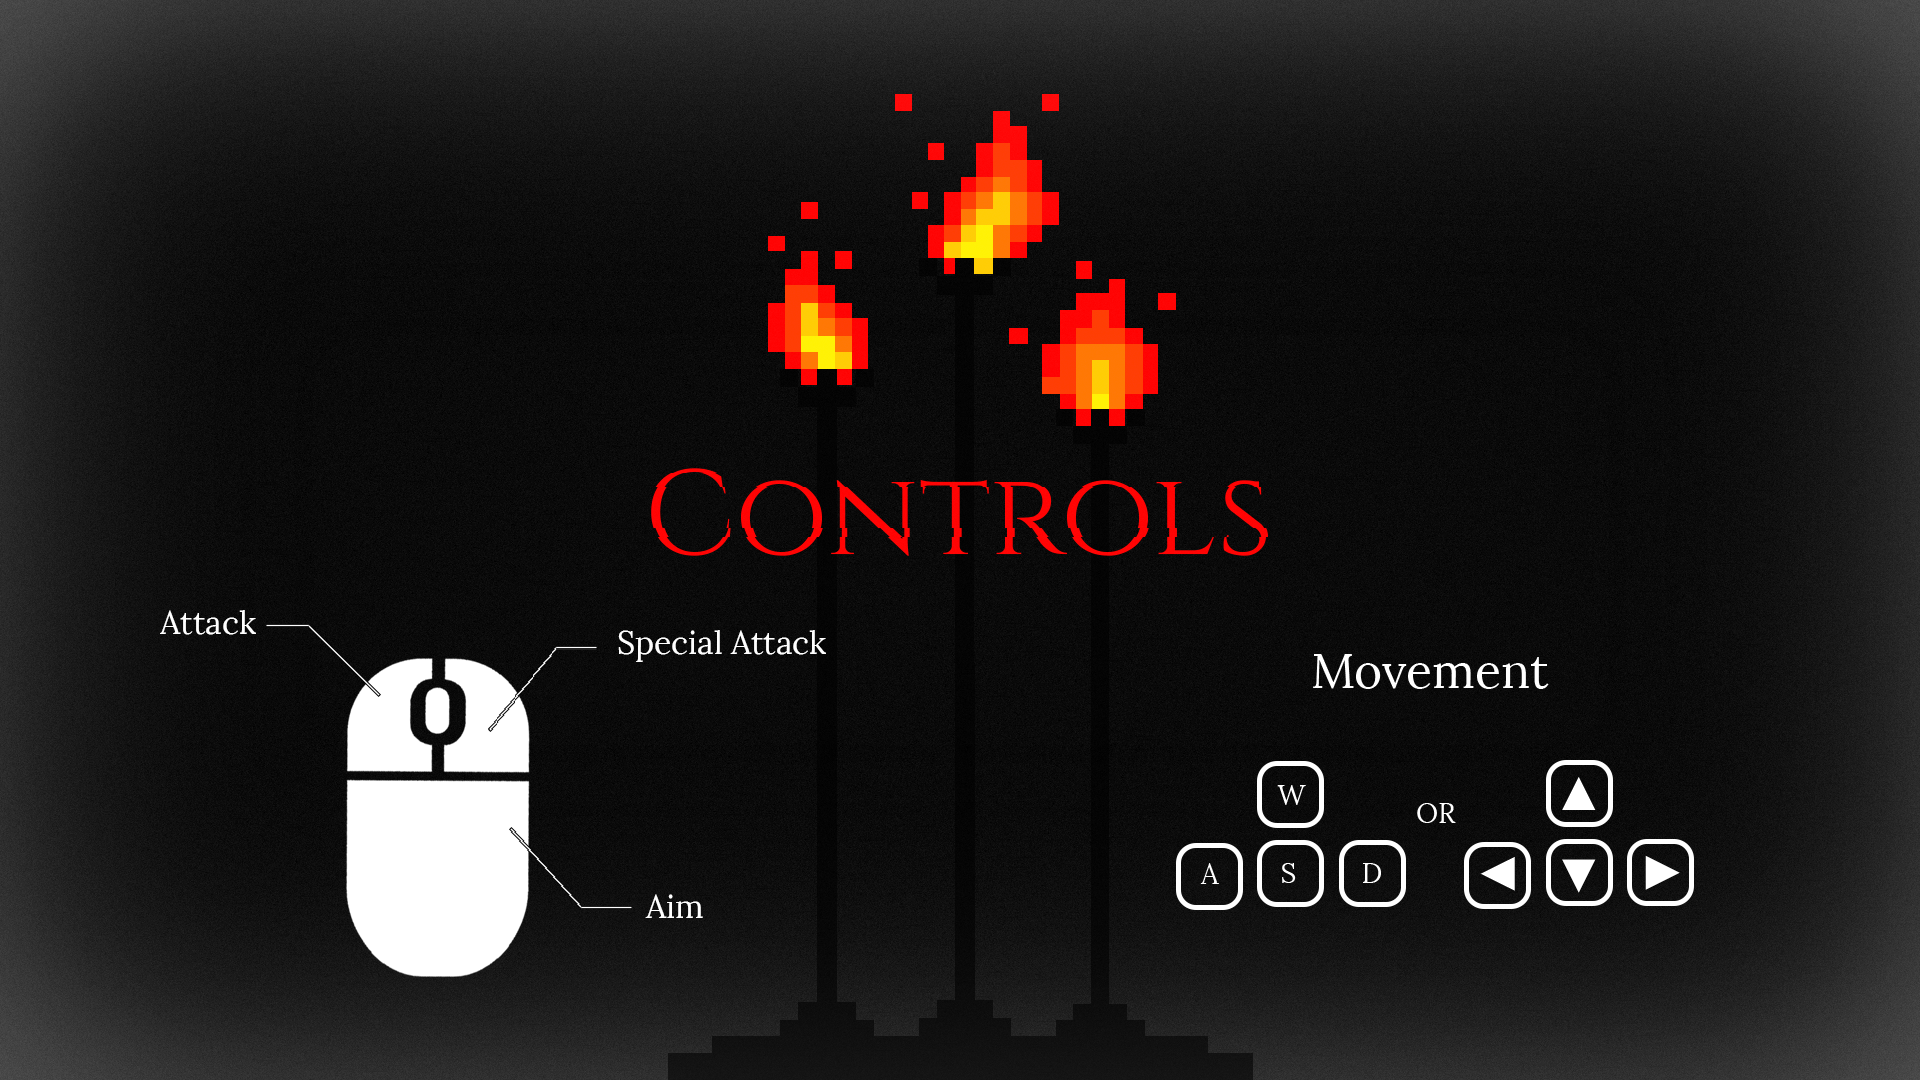 Controls
Attack
Special Attack
Aim
Movement
W
OR
A S D